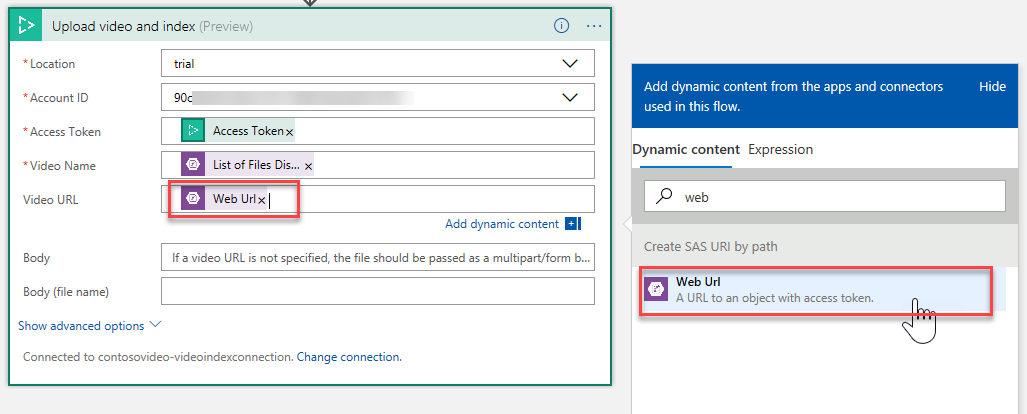 Upload video and index (Preview)
* Location
trial
* Account ID
90c
* Access Token
Access Token ×
* Video Name
List of Files Dis... ×
Video URL
Web Url ×
Add dynamic content
Body
If a video URL is not specified, the file should be passed as a multipart/form b...
Body (file name)
Show advanced options
Connected to contosovideo-videoindexconnection. Change connection.
Add dynamic content from the apps and connectors
used in this flow.
Hide
Dynamic content
Expression
web
Create SAS URI by path
Web Url
A URL to an object with access token.